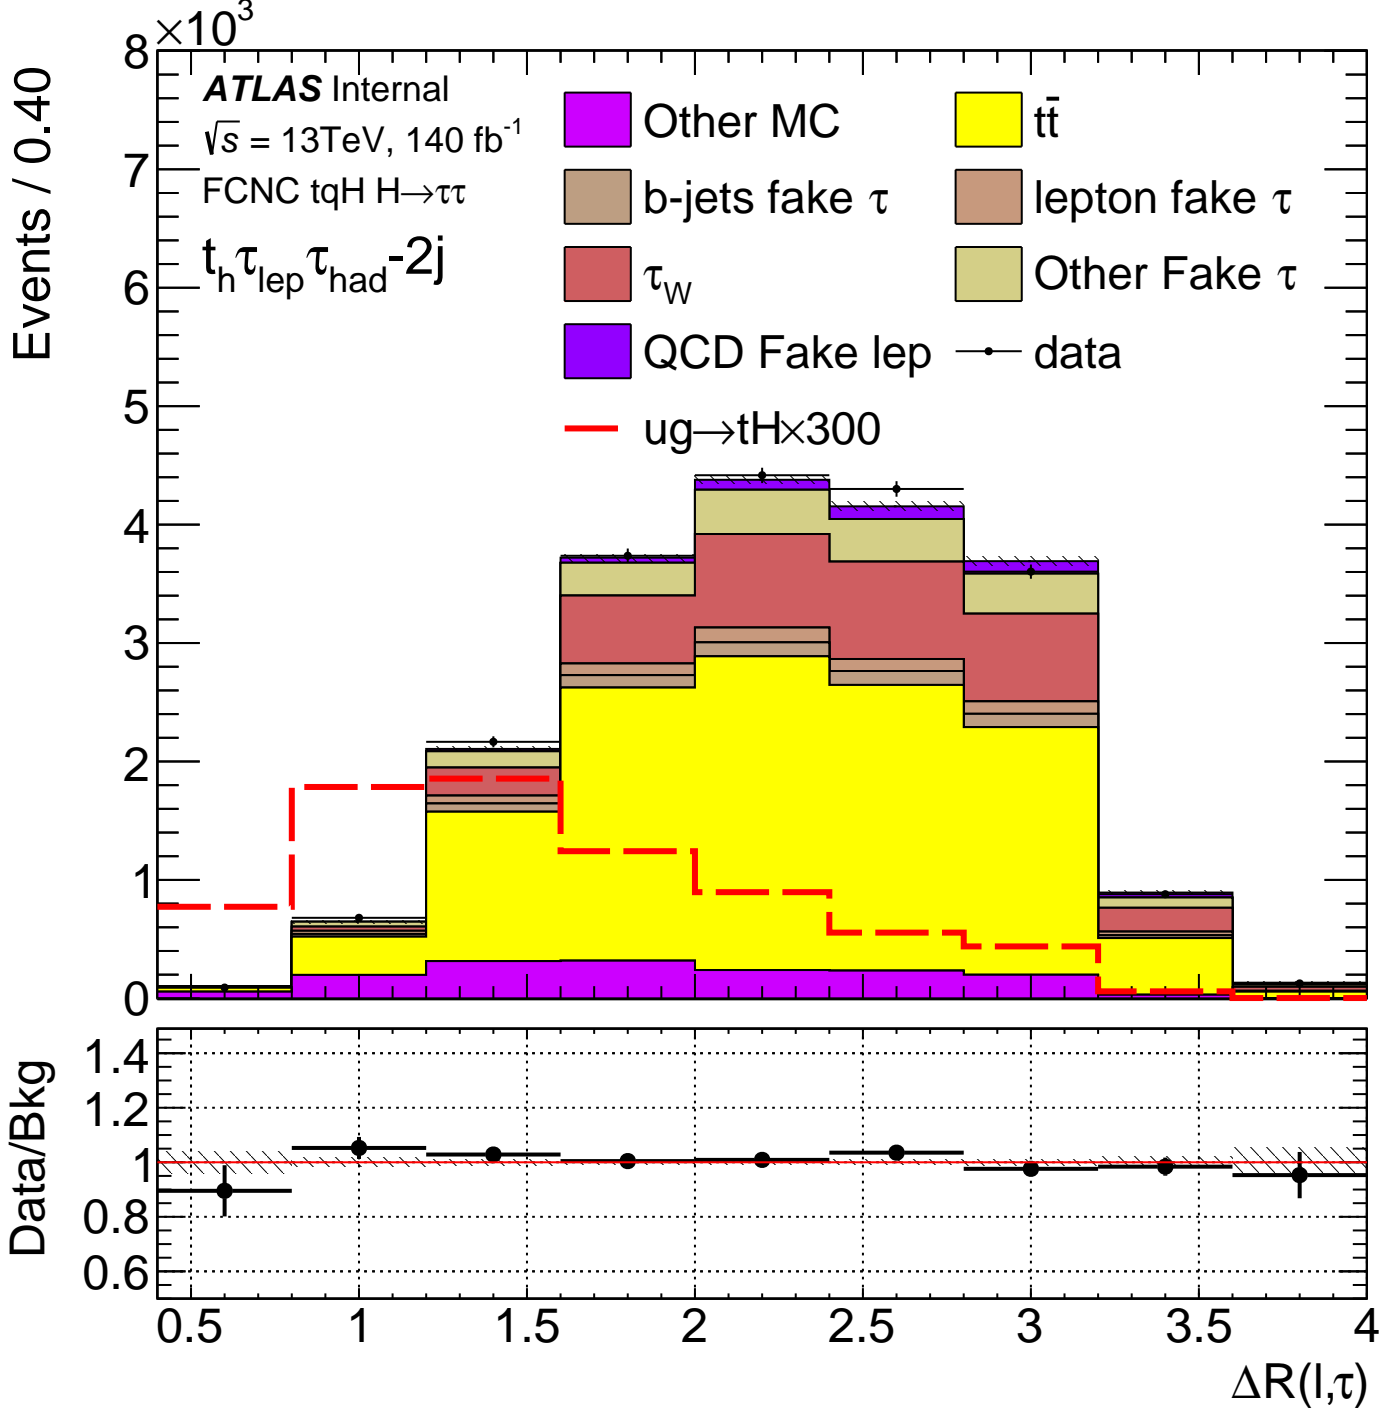 ×10³
Events / 0.40
8
7
6
5
4
3
2
1
0
ATLAS Internal
√s = 13TeV, 140 fb⁻¹
FCNC tqH H→ττ
t_h τ_lep τ_had-2j
Other MC
tt̄
b-jets fake τ
lepton fake τ
τ_W
Other Fake τ
QCD Fake lep
data
ug→tH×300
Data/Bkg
1.4
1.2
1
0.8
0.6
0.5 1 1.5 2 2.5 3 3.5 4
ΔR(l,τ)